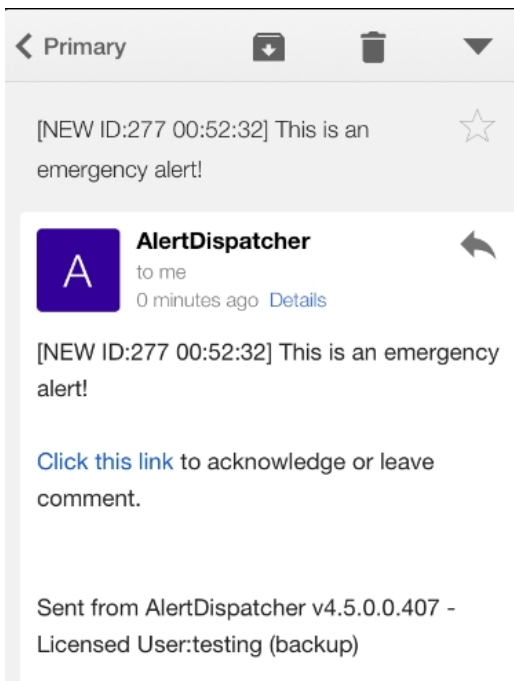 Primary
[NEW ID:277 00:52:32] This is an
emergency alert!
A
AlertDispatcher
to me
0 minutes ago Details
[NEW ID:277 00:52:32] This is an emergency
alert!
Click this link to acknowledge or leave
comment.
Sent from AlertDispatcher v4.5.0.0.407 -
Licensed User:testing (backup)